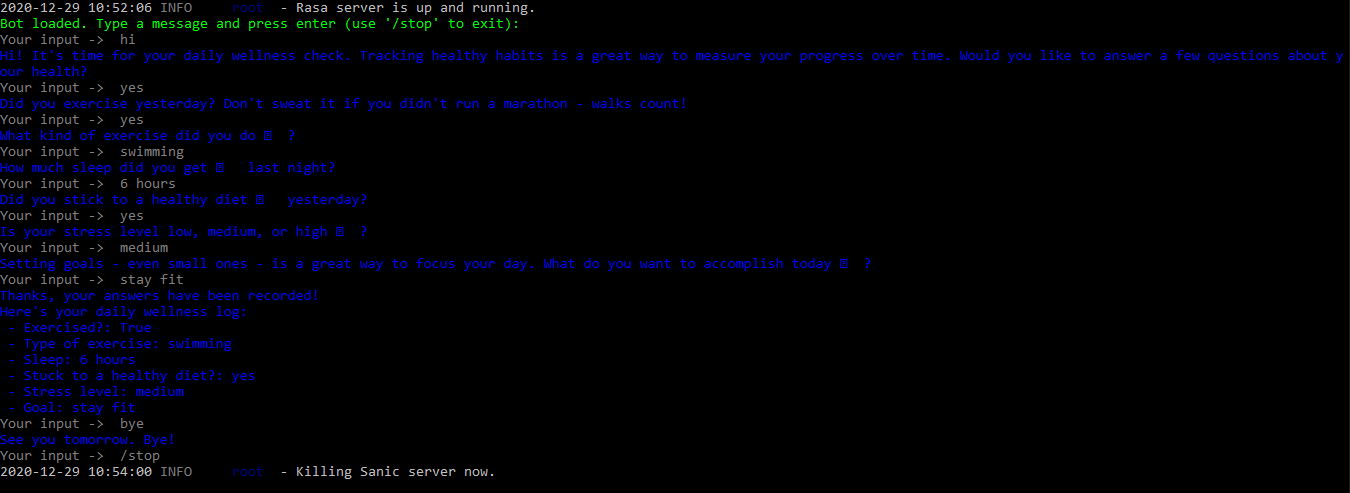 2020-12-29 10:52:06 INFO     root  - Rasa server is up and running.
Bot loaded. Type a message and press enter (use '/stop' to exit):
Your input ->  hi
Hi! It's time for your daily wellness check. Tracking healthy habits is a great way to measure your progress over time. Would you like to answer a few questions about y
our health?
Your input ->  yes
Did you exercise yesterday? Don't sweat it if you didn't run a marathon - walks count!
Your input ->  yes
What kind of exercise did you do �  ?
Your input ->  swimming
How much sleep did you get �   last night?
Your input ->  6 hours
Did you stick to a healthy diet �   yesterday?
Your input ->  yes
Is your stress level low, medium, or high �  ?
Your input ->  medium
Setting goals - even small ones - is a great way to focus your day. What do you want to accomplish today �  ?
Your input ->  stay fit
Thanks, your answers have been recorded!
Here's your daily wellness log:
 - Exercised?: True
 - Type of exercise: swimming
 - Sleep: 6 hours
 - Stuck to a healthy diet?: yes
 - Stress level: medium
 - Goal: stay fit
Your input ->  bye
See you tomorrow. Bye!
Your input ->  /stop
2020-12-29 10:54:00 INFO     root  - Killing Sanic server now.